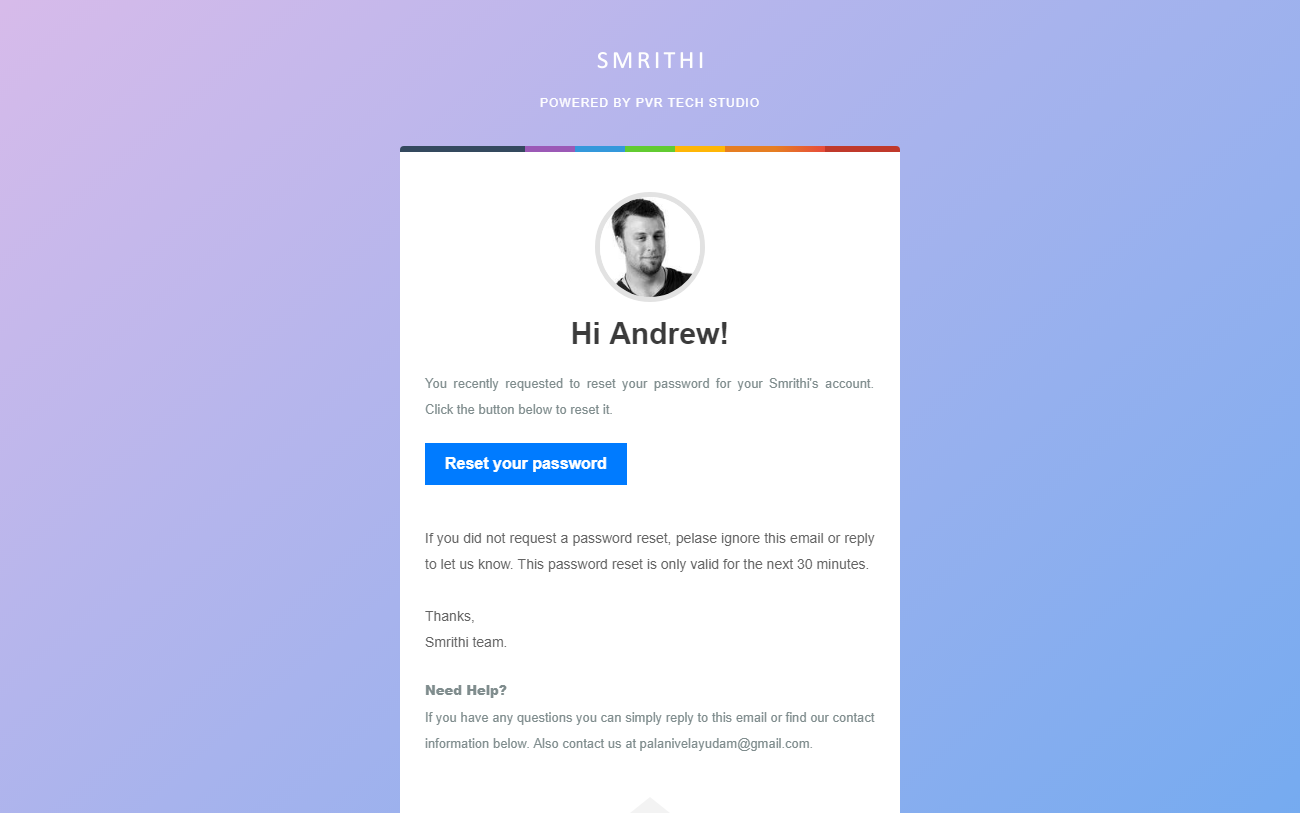 SMRITHI
POWERED BY PVR TECH STUDIO
Hi Andrew!
You recently requested to reset your password for your Smrithi's account.
Click the button below to reset it.
Reset your password
If you did not request a password reset, pelase ignore this email or reply
to let us know. This password reset is only valid for the next 30 minutes.
Thanks,
Smrithi team.
Need Help?
If you have any questions you can simply reply to this email or find our contact
information below. Also contact us at palanivelayudam@gmail.com.